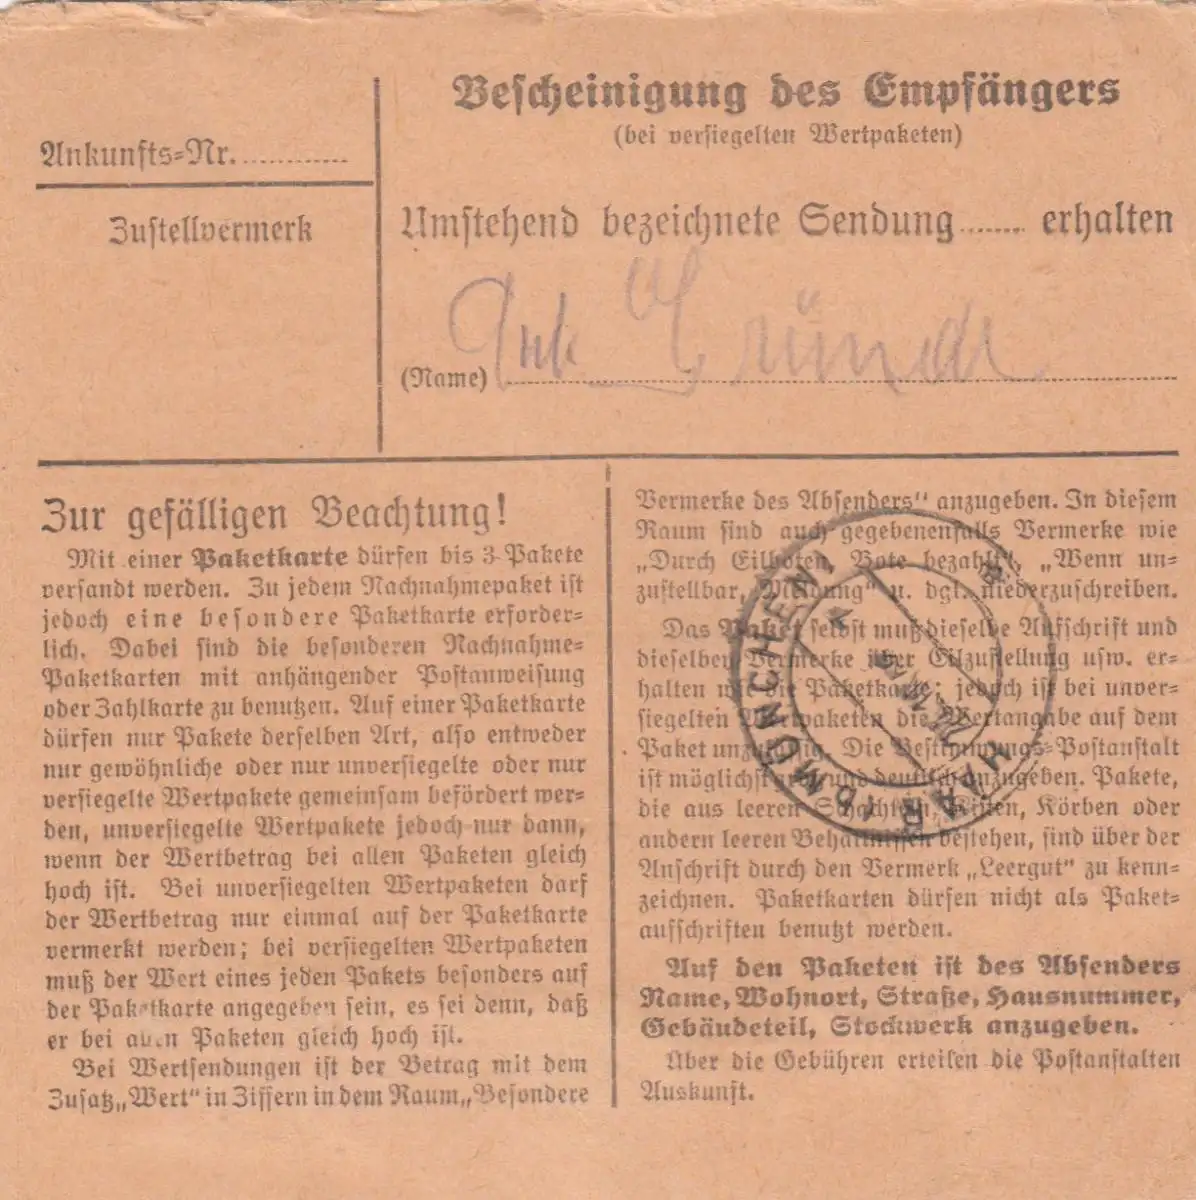 Ankunfts=Nr. ............
Zustellvermerk
Bescheinigung des Empfängers
(bei versiegelten Wertpaketen)
Umstehend bezeichnete Sendung ....... erhalten
(Name)
Zur gefälligen Beachtung!
Mit einer Paketkarte dürfen bis 3 Pakete
versandt werden. Zu jedem Nachnahmepaket ist
jedoch eine besondere Paketkarte erforder=
lich. Dabei sind die besonderen Nachnahme=
Paketkarten mit anhängender Postanweisung
oder Zahlkarte zu benutzen. Auf einer Paketkarte
dürfen nur Pakete derselben Art, also entweder
nur gewöhnliche oder nur unversiegelte oder nur
versiegelte Wertpakete gemeinsam befördert wer=
den, unversiegelte Wertpakete jedoch nur dann,
wenn der Wertbetrag bei allen Paketen gleich
hoch ist. Bei unversiegelten Wertpaketen darf
der Wertbetrag nur einmal auf der Paketkarte
vermerkt werden; bei versiegelten Wertpaketen
muß der Wert eines jeden Pakets besonders auf
der Paketkarte angegeben sein, es sei denn, daß
er bei allen Paketen gleich hoch ist.
Bei Wertsendungen ist der Betrag mit dem
Zusatz „Wert" in Ziffern in dem Raum „Besondere
Vermerke des Absenders" anzugeben. In diesem
Raum sind auch gegebenenfalls Vermerke wie
„Durch Eilboten, Bote bezahlt", „Wenn un=
zustellbar, Meldung" u. dgl. niederzuschreiben.
Das Paket selbst muß dieselbe Aufschrift und
dieselben Vermerke über Eilzustellung usw. er=
halten wie die Paketkarte; jedoch ist bei unver=
siegelten Wertpaketen die Wertangabe auf dem
Paket unzulässig. Die Bestimmungs=Postanstalt
ist möglichst groß und deutlich anzugeben. Pakete,
die aus leeren Schachteln, Kisten, Körben oder
andern leeren Behältnissen bestehen, sind über der
Anschrift durch den Vermerk „Leergut" zu kenn=
zeichnen. Paketkarten dürfen nicht als Paket=
aufschriften benutzt werden.
Auf den Paketen ist des Absenders
Name, Wohnort, Straße, Hausnummer,
Gebäudeteil, Stockwerk anzugeben.
Über die Gebühren erteilen die Postanstalten
Auskunft.
HAAR b MÜNCHEN